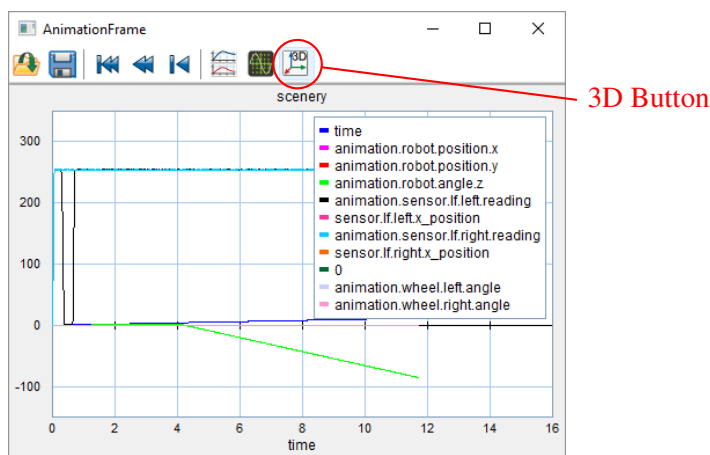 AnimationFrame
3D
3D Button
scenery
300
200
100
0
-100
time
animation.robot.position.x
animation.robot.position.y
animation.robot.angle.z
animation.sensor.lf.left.reading
sensor.lf.left.x_position
animation.sensor.lf.right.reading
sensor.lf.right.x_position
0
animation.wheel.left.angle
animation.wheel.right.angle
0 2 4 6 8 10 12 14 16
time